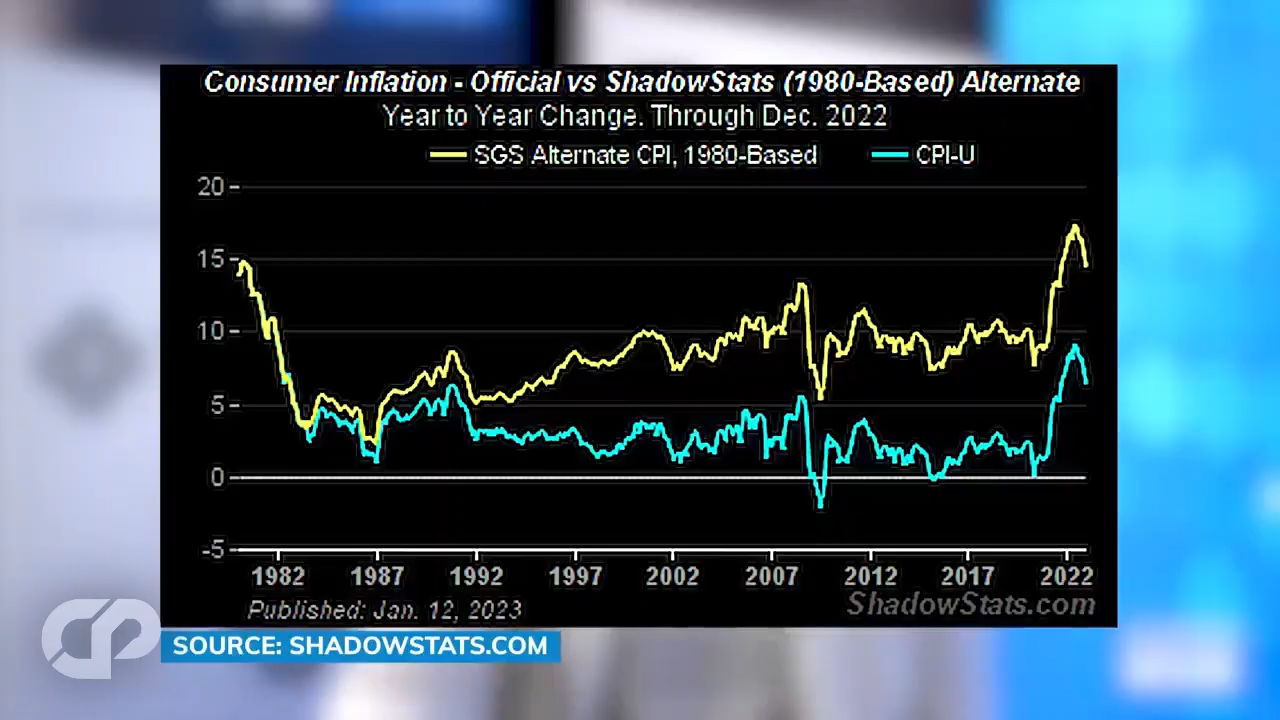 Consumer Inflation - Official vs ShadowStats (1980-Based) Alternate
Year to Year Change. Through Dec. 2022
SGS Alternate CPI, 1980-Based CPI-U
20
15
10
5
0
-5
1982 1987 1992 1997 2002 2007 2012 2017 2022
Published: Jan. 12, 2023
ShadowStats.com
CP
SOURCE: SHADOWSTATS.COM